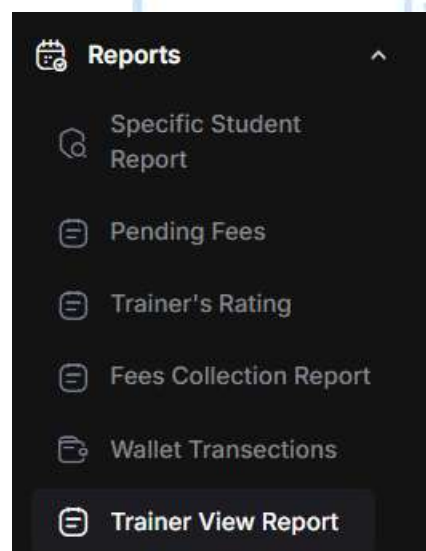 Reports
Specific Student
Report
Pending Fees
Trainer's Rating
Fees Collection Report
Wallet Transections
Trainer View Report